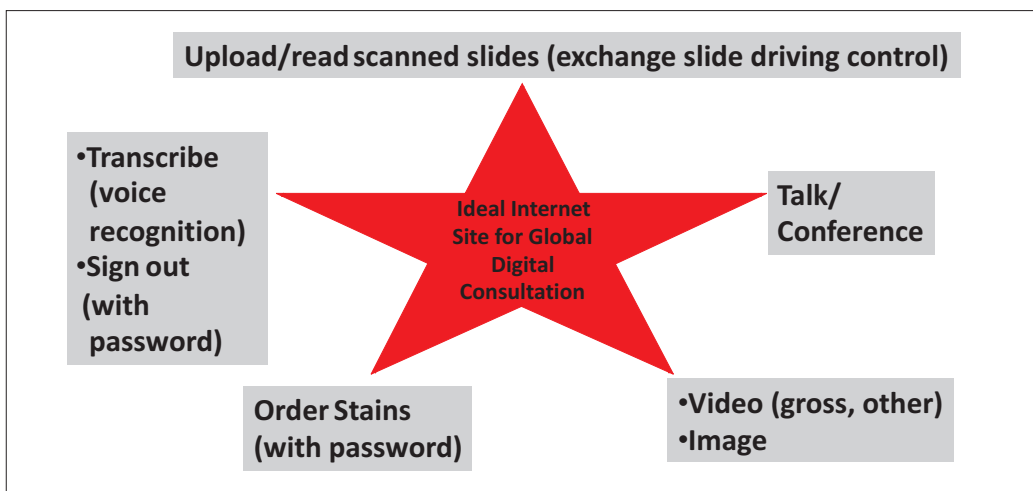 Upload/read scanned slides (exchange slide driving control)
•Transcribe
(voice
recognition)
•Sign out
(with
password)
Ideal Internet
Site for Global
Digital
Consultation
Talk/
Conference
Order Stains
(with password)
•Video (gross, other)
•Image